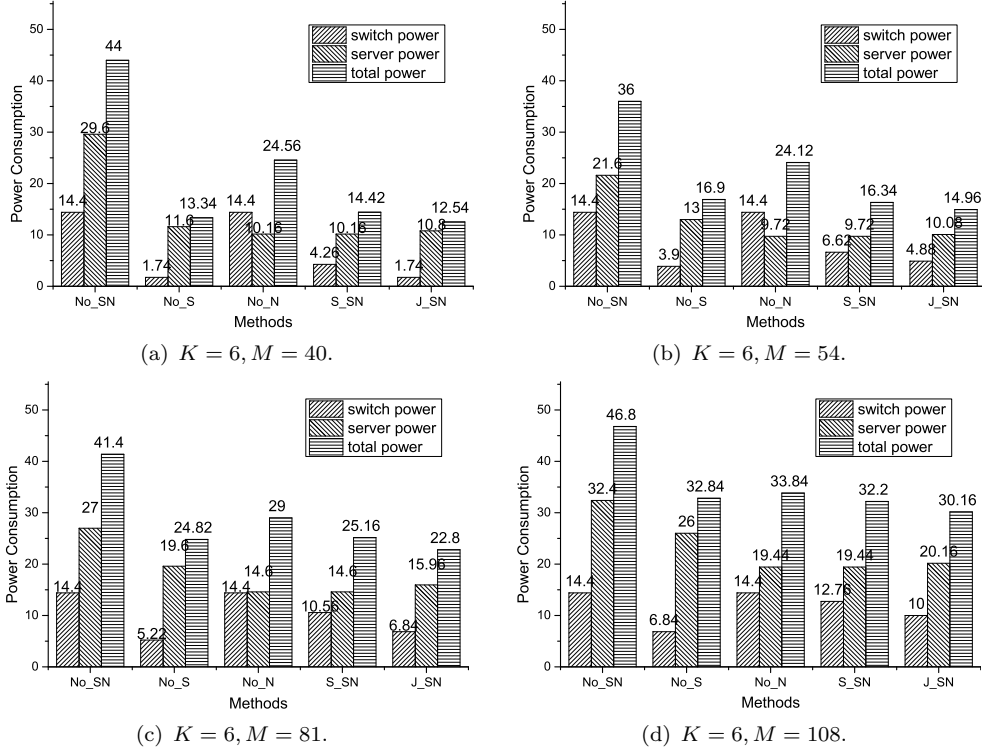 50
40
30
20
10
0
Power Consumption
switch power
server power
total power
14.4
29.6
44
1.74
11.6
13.34
14.4
10.16
24.56
4.26
10.16
14.42
1.74
10.8
12.54
No_SN
No_S
No_N
S_SN
J_SN
Methods
(a) K = 6, M = 40.
50
40
30
20
10
0
Power Consumption
switch power
server power
total power
14.4
21.6
36
3.9
13
16.9
14.4
9.72
24.12
6.62
9.72
16.34
4.88
10.08
14.96
No_SN
No_S
No_N
S_SN
J_SN
Methods
(b) K = 6, M = 54.
50
40
30
20
10
0
Power Consumption
switch power
server power
total power
14.4
27
41.4
5.22
19.6
24.82
14.4
14.6
29
10.56
14.6
25.16
6.84
15.96
22.8
No_SN
No_S
No_N
S_SN
J_SN
Methods
(c) K = 6, M = 81.
50
40
30
20
10
0
Power Consumption
switch power
server power
total power
14.4
32.4
46.8
6.84
26
32.84
14.4
19.44
33.84
12.76
19.44
32.2
10
20.16
30.16
No_SN
No_S
No_N
S_SN
J_SN
Methods
(d) K = 6, M = 108.